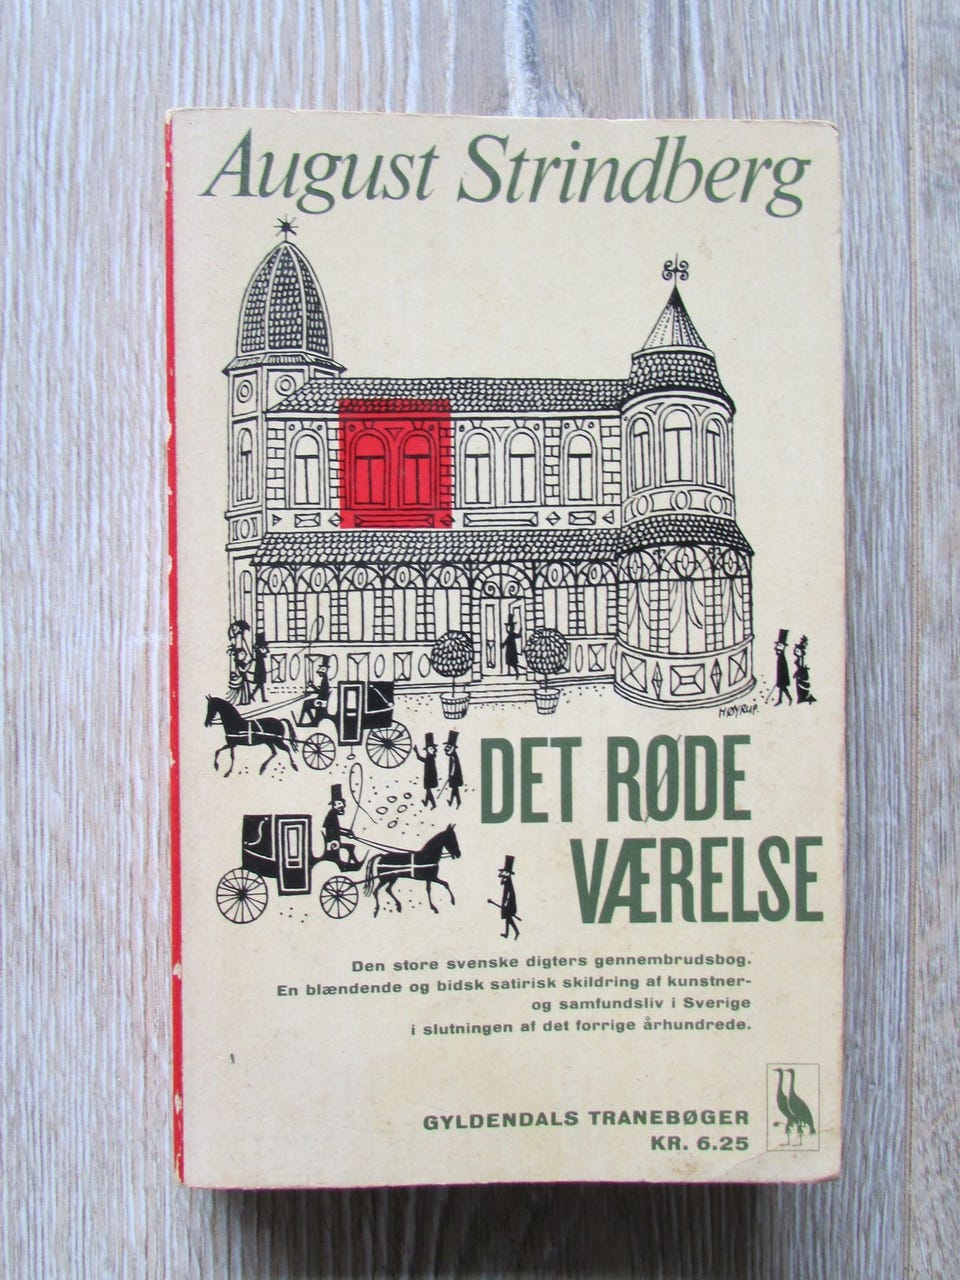 August Strindberg
HØYRUP.
DET RØDE
VÆRELSE
Den store svenske digters gennembrudsbog.
En blændende og bidsk satirisk skildring af kunstner-
og samfundsliv i Sverige
i slutningen af det forrige århundrede.
GYLDENDALS TRANEBØGER
KR. 6.25